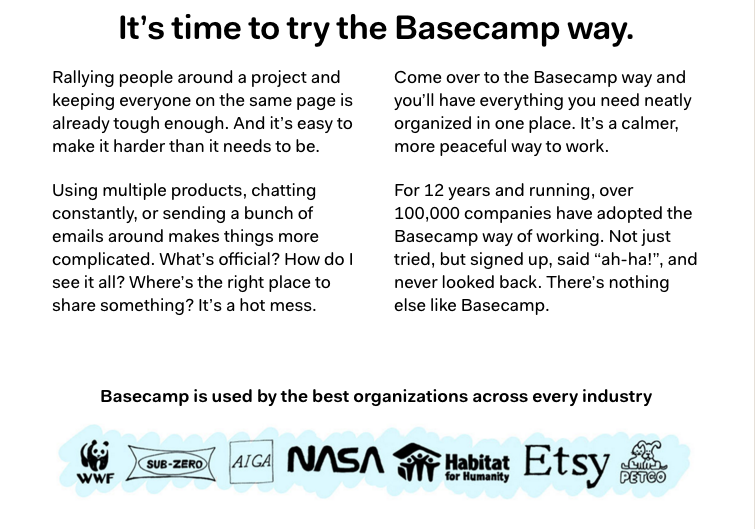 It’s time to try the Basecamp way.
Rallying people around a project and
keeping everyone on the same page is
already tough enough. And it’s easy to
make it harder than it needs to be.
Using multiple products, chatting
constantly, or sending a bunch of
emails around makes things more
complicated. What’s official? How do I
see it all? Where’s the right place to
share something? It’s a hot mess.
Come over to the Basecamp way and
you’ll have everything you need neatly
organized in one place. It’s a calmer,
more peaceful way to work.
For 12 years and running, over
100,000 companies have adopted the
Basecamp way of working. Not just
tried, but signed up, said “ah-ha!”, and
never looked back. There’s nothing
else like Basecamp.
Basecamp is used by the best organizations across every industry
WWF
SUB-ZERO
AIGA
NASA
Habitat
for Humanity
Etsy
PETCO